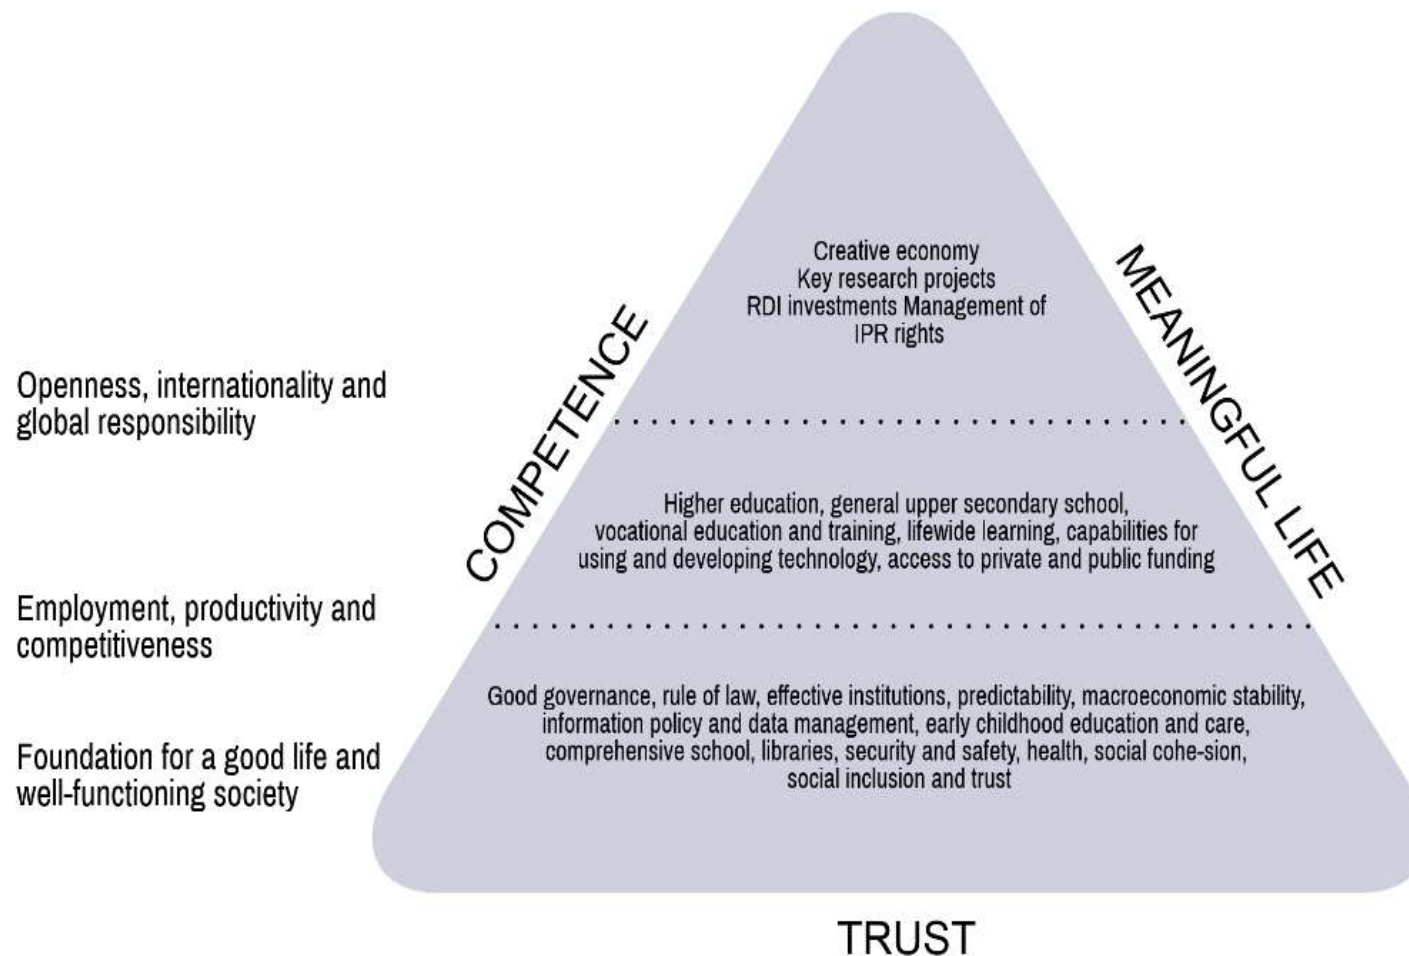 Creative economy
Key research projects
RDI investments Management of
IPR rights
MEANINGFUL LIFE
COMPETENCE
Openness, internationality and
global responsibility
Higher education, general upper secondary school,
vocational education and training, lifewide learning, capabilities for
using and developing technology, access to private and public funding
Employment, productivity and
competitiveness
Good governance, rule of law, effective institutions, predictability, macroeconomic stability,
information policy and data management, early childhood education and care,
comprehensive school, libraries, security and safety, health, social cohe-sion,
social inclusion and trust
Foundation for a good life and
well-functioning society
TRUST